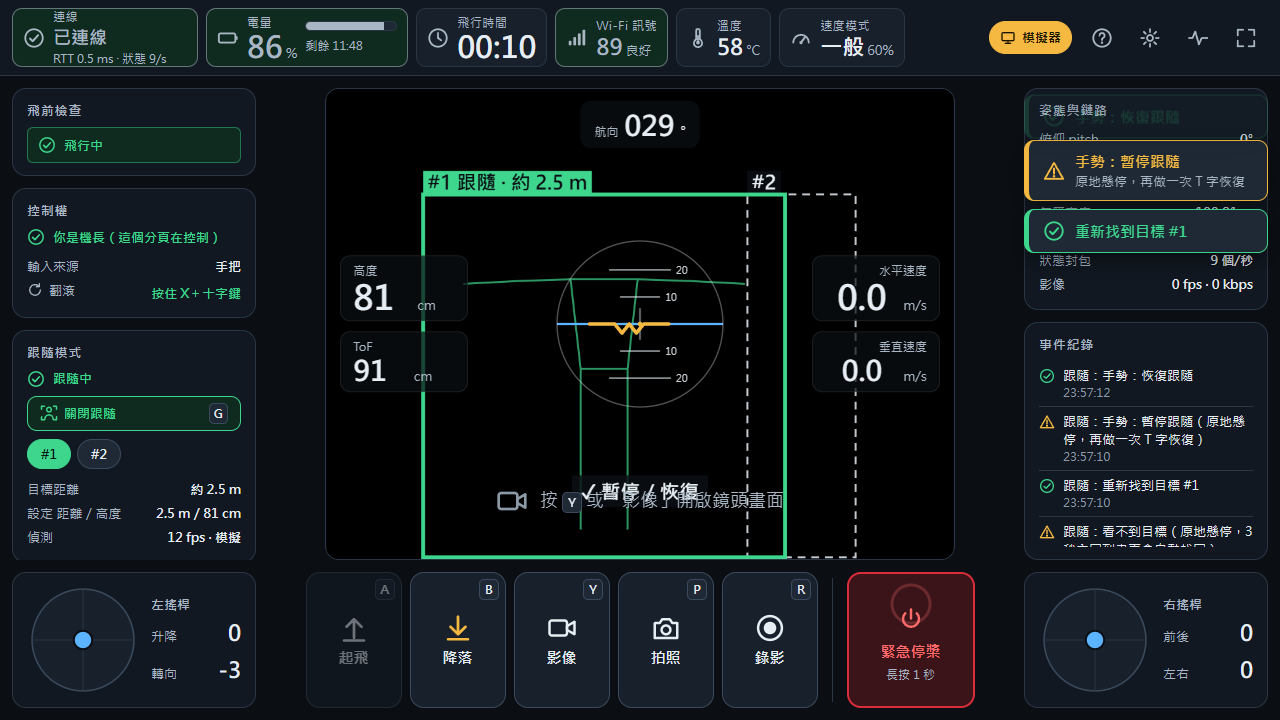 連線
已連線
RTT 0.5 ms · 狀態 9/s
電量
86 %
剩餘 11:48
飛行時間
00:10
Wi-Fi 訊號
89 良好
溫度
58 °C
速度模式
一般 60%
模擬器
飛前檢查
飛行中
控制權
你是機長（這個分頁在控制）
輸入來源 手把
翻滾 按住 X + 十字鍵
跟隨模式
跟隨中
關閉跟隨 G
#1 #2
目標距離 約 2.5 m
設定 距離 / 高度 2.5 m / 81 cm
偵測 12 fps · 模擬
航向 029 °
#1 跟隨 · 約 2.5 m
#2
高度
81 cm
ToF
91 cm
20
10
10
20
水平速度
0.0 m/s
垂直速度
0.0 m/s
✓ 暫停 / 恢復
按 Y 或「影像」開啟鏡頭畫面
姿態與鏈路
手勢：恢復跟隨
俯仰 pitch 0°
手勢：暫停跟隨
原地懸停，再做一次 T 字恢復
重新找到目標 #1
狀態封包 9 個/秒
影像 0 fps · 0 kbps
事件紀錄
跟隨：手勢：恢復跟隨
23:57:12
跟隨：手勢：暫停跟隨（原地懸
停，再做一次 T 字恢復）
23:57:10
跟隨：重新找到目標 #1
23:57:10
跟隨：看不到目標（原地懸停，3
左搖桿
升降 0
轉向 -3
A
起飛
B
降落
Y
影像
P
拍照
R
錄影
緊急停槳
長按 1 秒
右搖桿
前後 0
左右 0